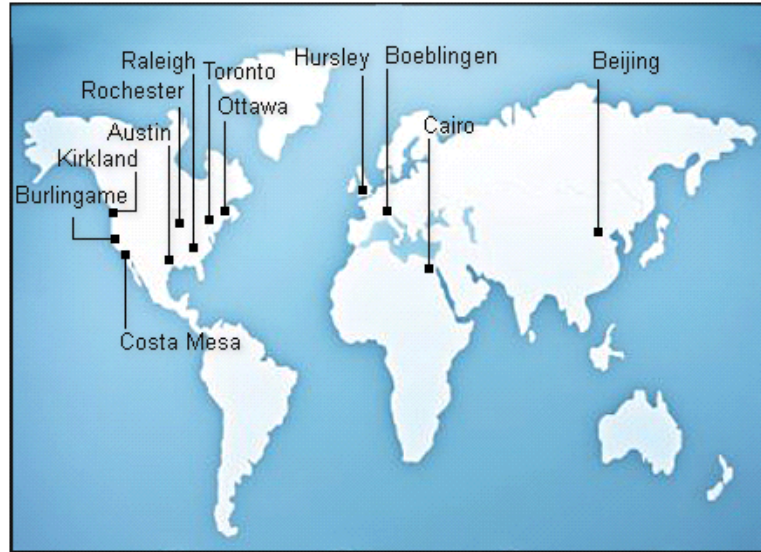 Raleigh
Toronto
Hursley
Boeblingen
Beijing
Rochester
Ottawa
Austin
Cairo
Kirkland
Burlingame
Costa Mesa